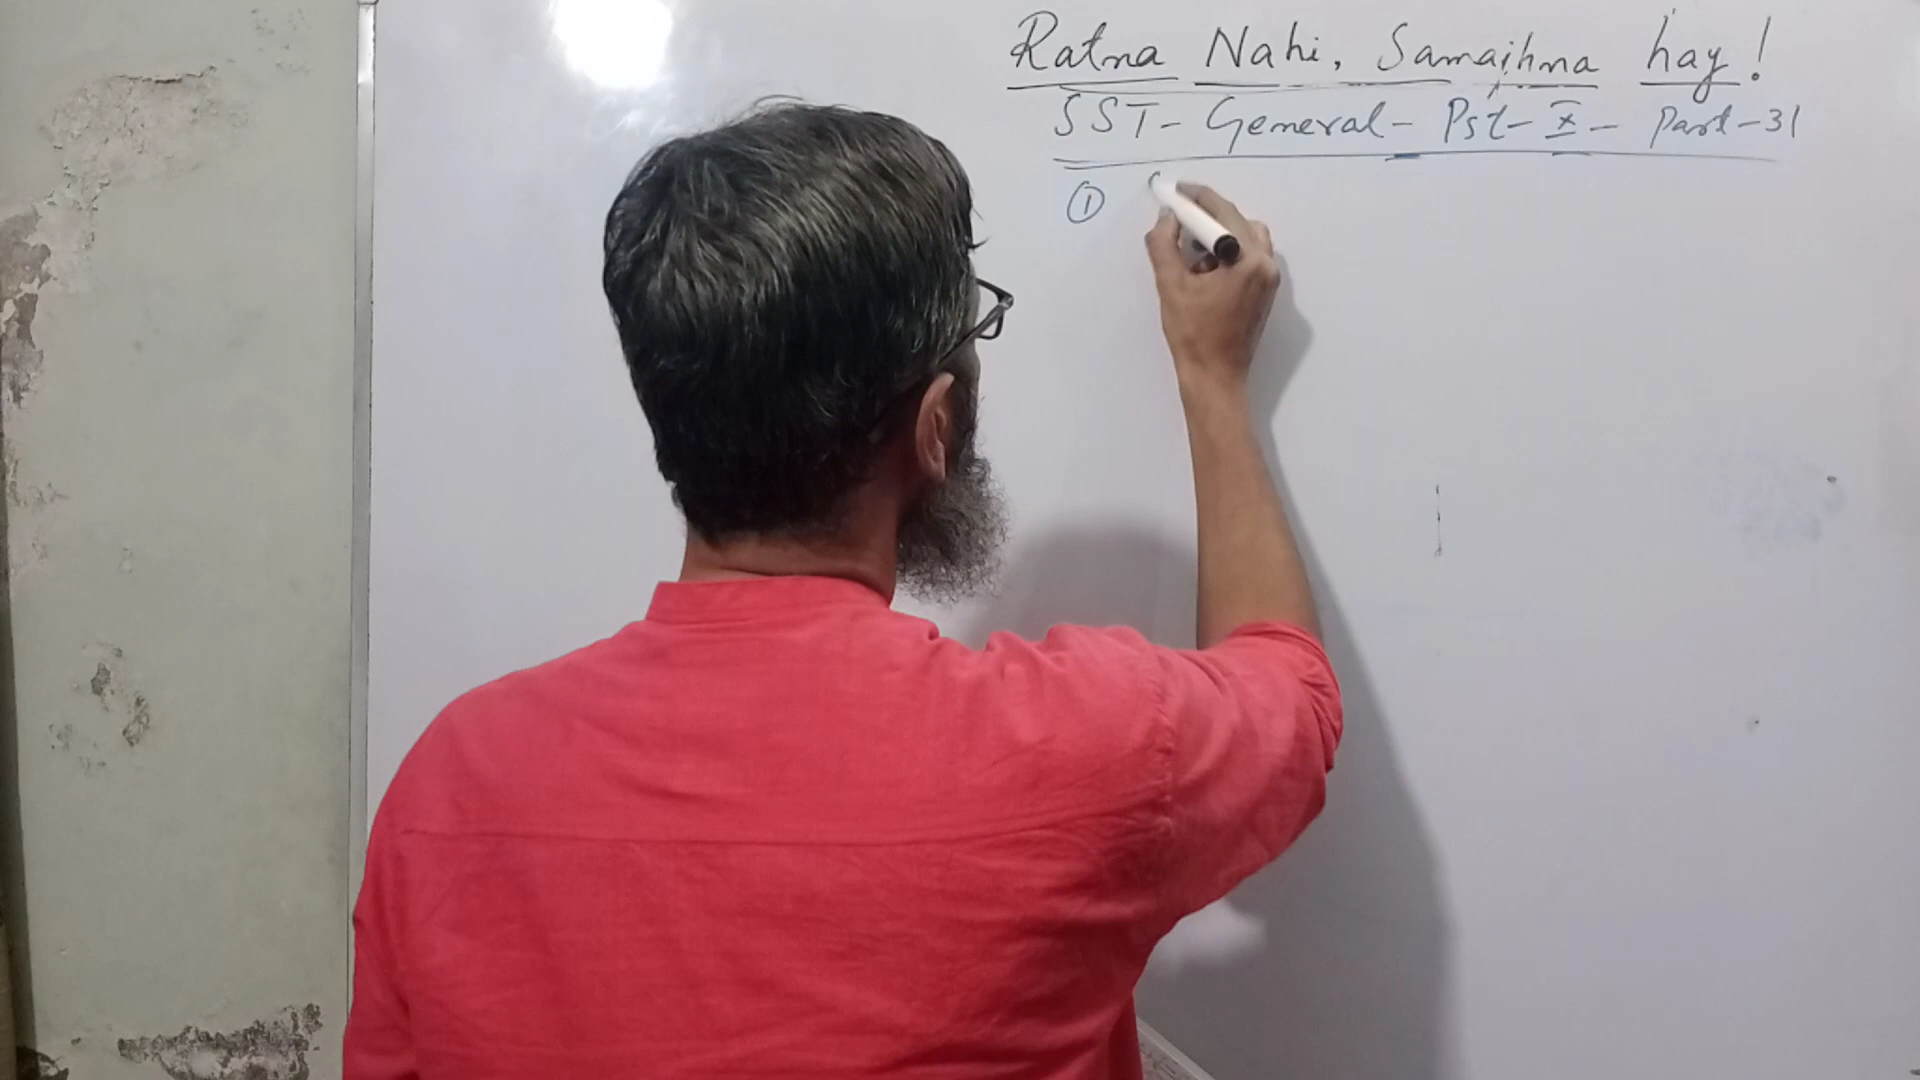 Ratna Nahi, Samajhna hay!
SST- General- Pst- X - Part-31
①